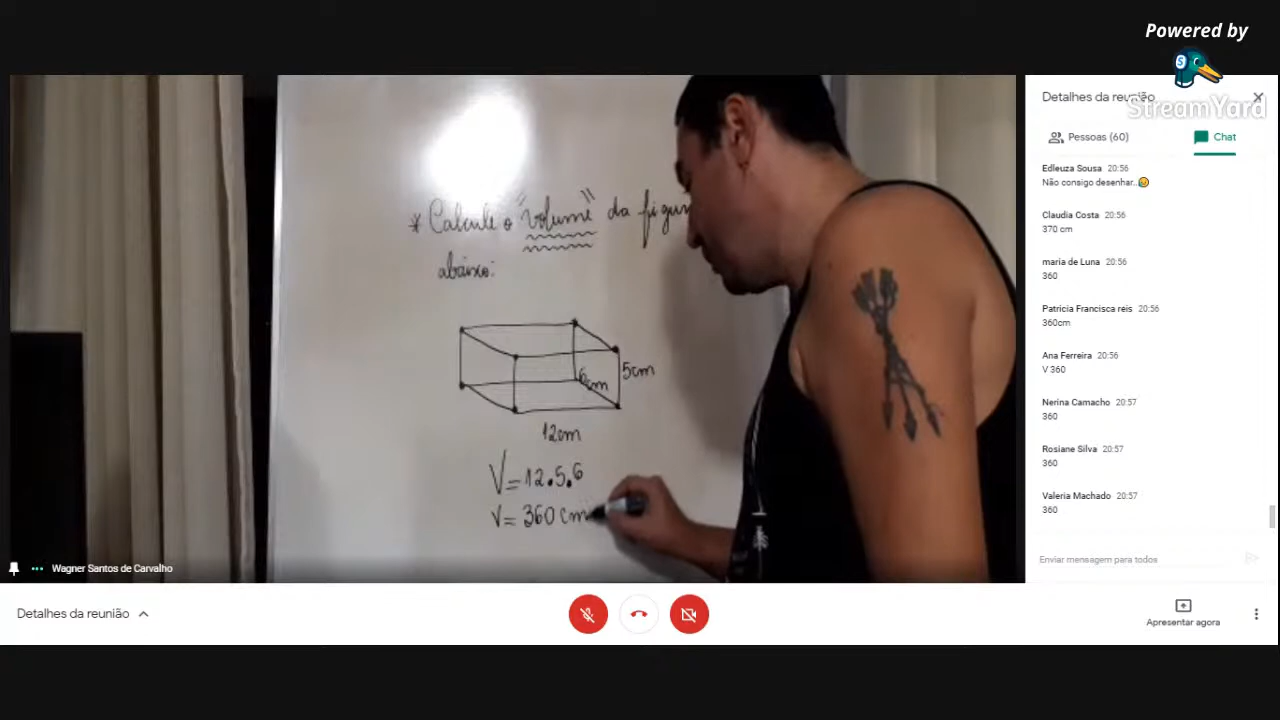 Powered by
StreamYard
* Calcule o "volume" da figur
abaixo:
5cm
6cm
12cm
V=12.5.6
V= 360 cm
Wagner Santos de Carvalho
Detalhes da reunião
Pessoas (60)
Chat
Edleuza Sousa 20:56
Não consigo desenhar..😥
Claudia Costa 20:56
370 cm
maria de Luna 20:56
360
Patricia Francisca reis 20:56
360cm
Ana Ferreira 20:56
V 360
Nerina Camacho 20:57
360
Rosiane Silva 20:57
360
Valeria Machado 20:57
360
Enviar mensagem para todos
Detalhes da reunião
Apresentar agora